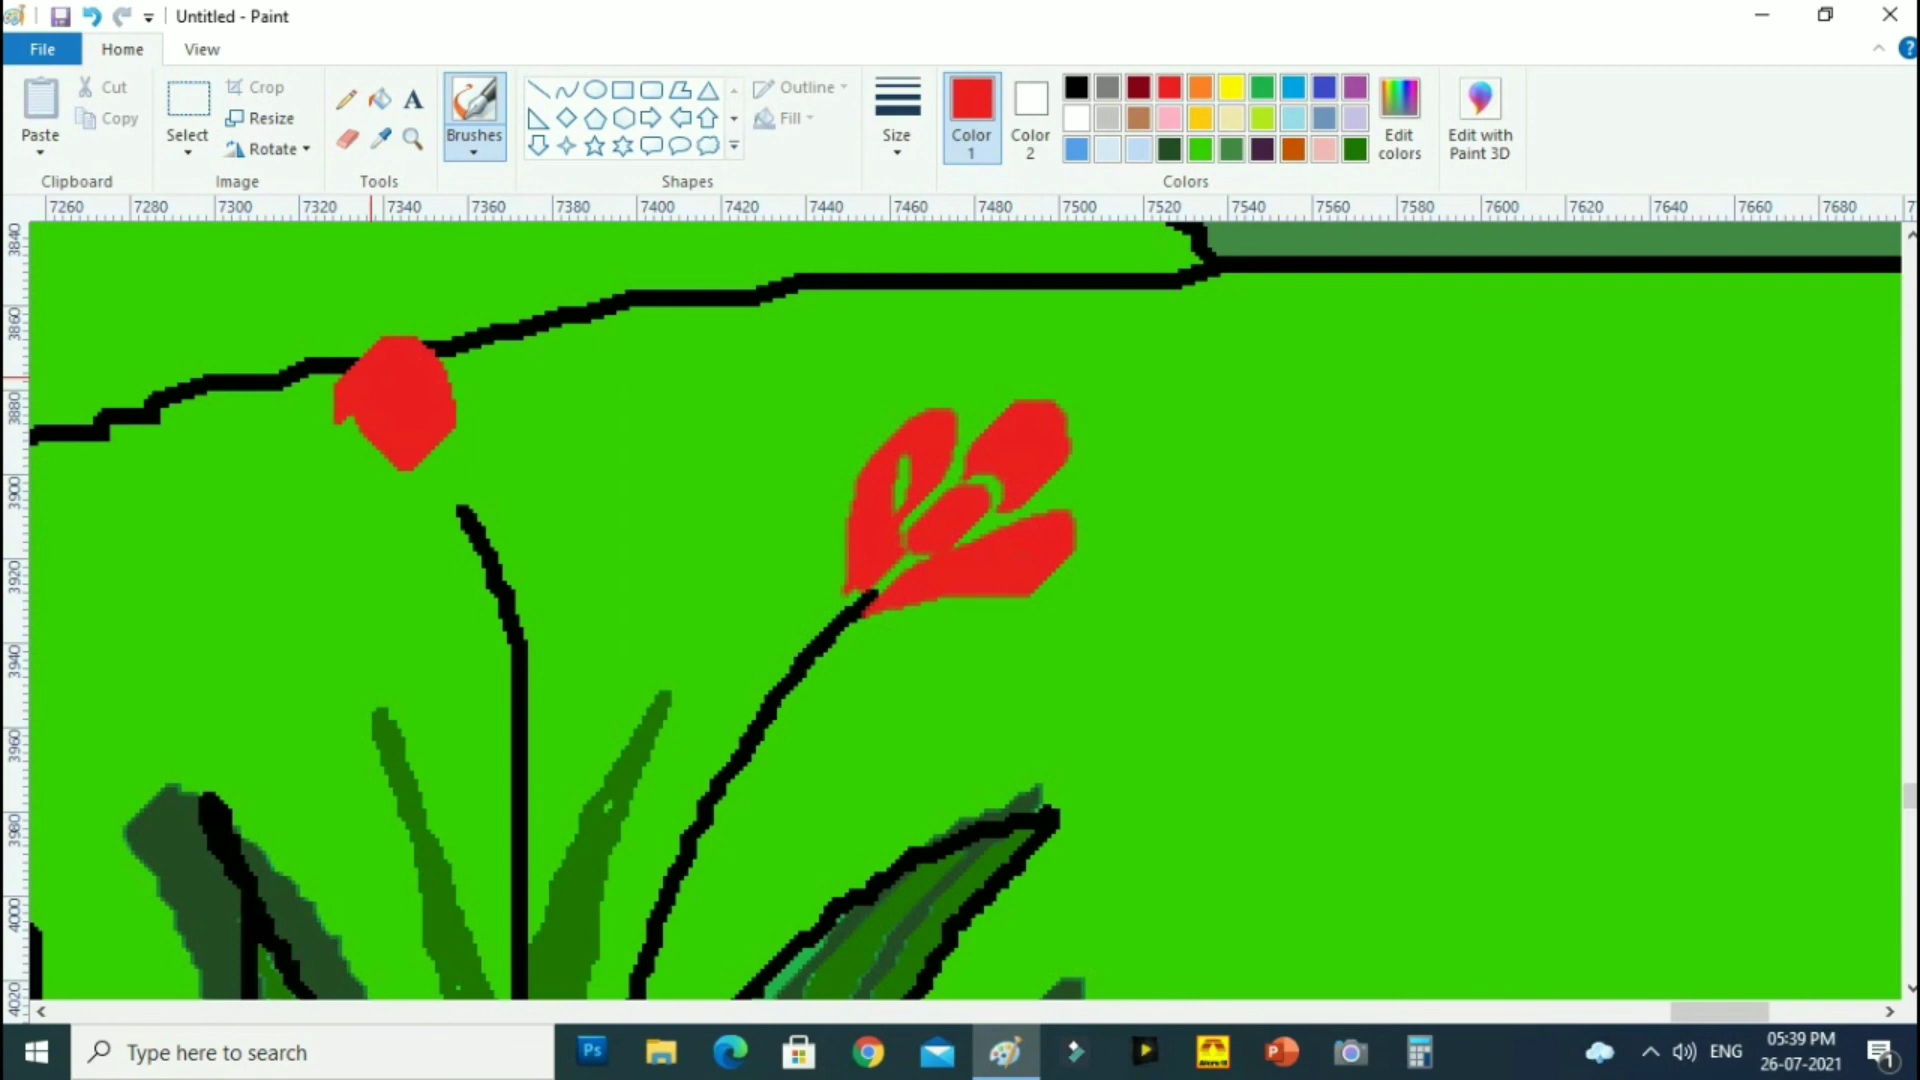 Untitled - Paint
File Home View
Cut Crop Outline
Copy Resize Fill
Paste Select Rotate Brushes Size Color 1 Color 2 Edit colors Edit with Paint 3D
Clipboard Image Tools Shapes Colors
7260 7280 7300 7320 7340 7360 7380 7400 7420 7440 7460 7480 7500 7520 7540 7560 7580 7600 7620 7640 7660 7680
3840
3860
3880
3900
3920
3940
3960
3980
4000
4020
Type here to search
Ps
ENG
05:39 PM
26-07-2021
1